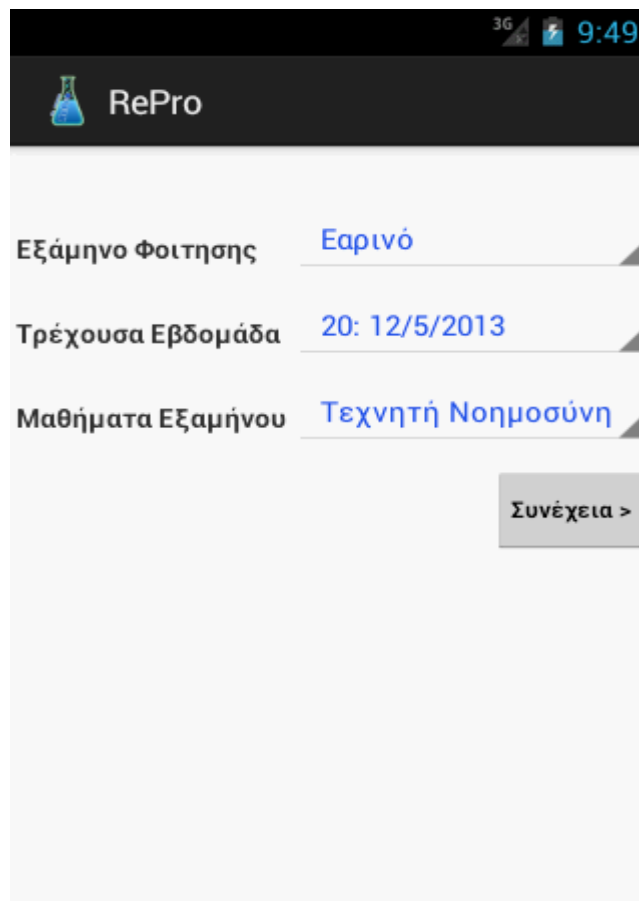 3G 9:49
RePro
Εξάμηνο Φοιτησης Εαρινό
Τρέχουσα Εβδομάδα 20: 12/5/2013
Μαθήματα Εξαμήνου Τεχνητή Νοημοσύνη
Συνέχεια >